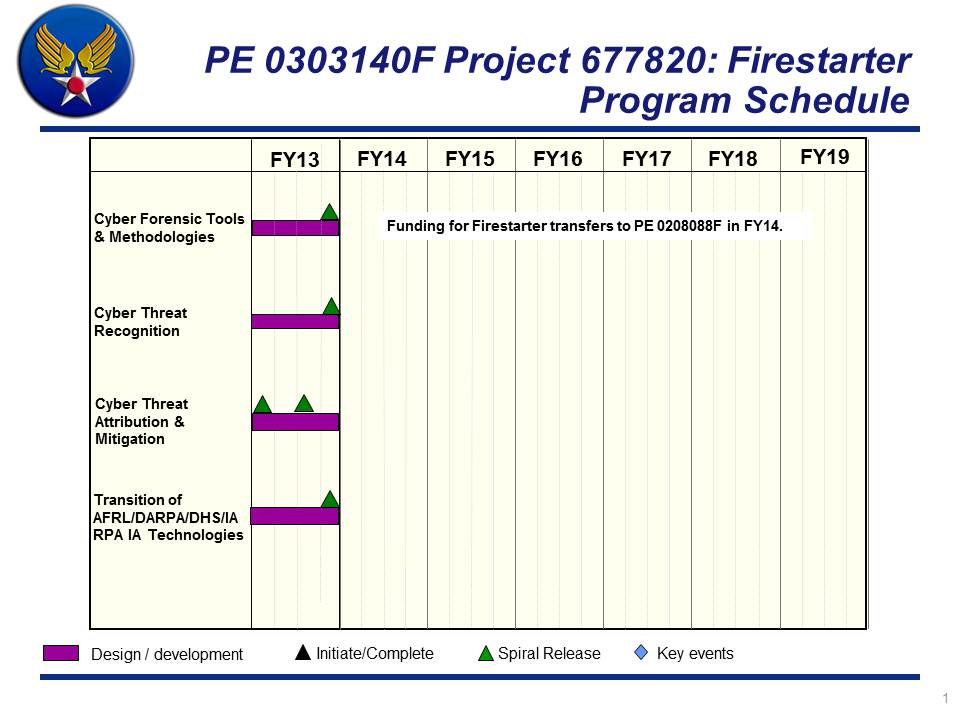 PE 0303140F Project 677820: Firestarter
Program Schedule
FY13 FY14 FY15 FY16 FY17 FY18 FY19
Cyber Forensic Tools
& Methodologies
Funding for Firestarter transfers to PE 0208088F in FY14.
Cyber Threat
Recognition
Cyber Threat
Attribution &
Mitigation
Transition of
AFRL/DARPA/DHS/IA
RPA IA Technologies
Design / development Initiate/Complete Spiral Release Key events
1